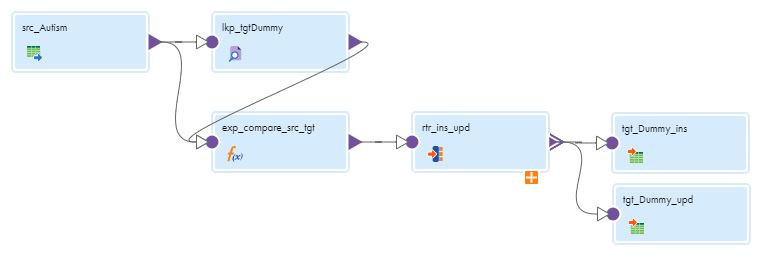 src_Autism
lkp_tgtDummy
exp_compare_src_tgt
f(x)
rtr_ins_upd
tgt_Dummy_ins
tgt_Dummy_upd